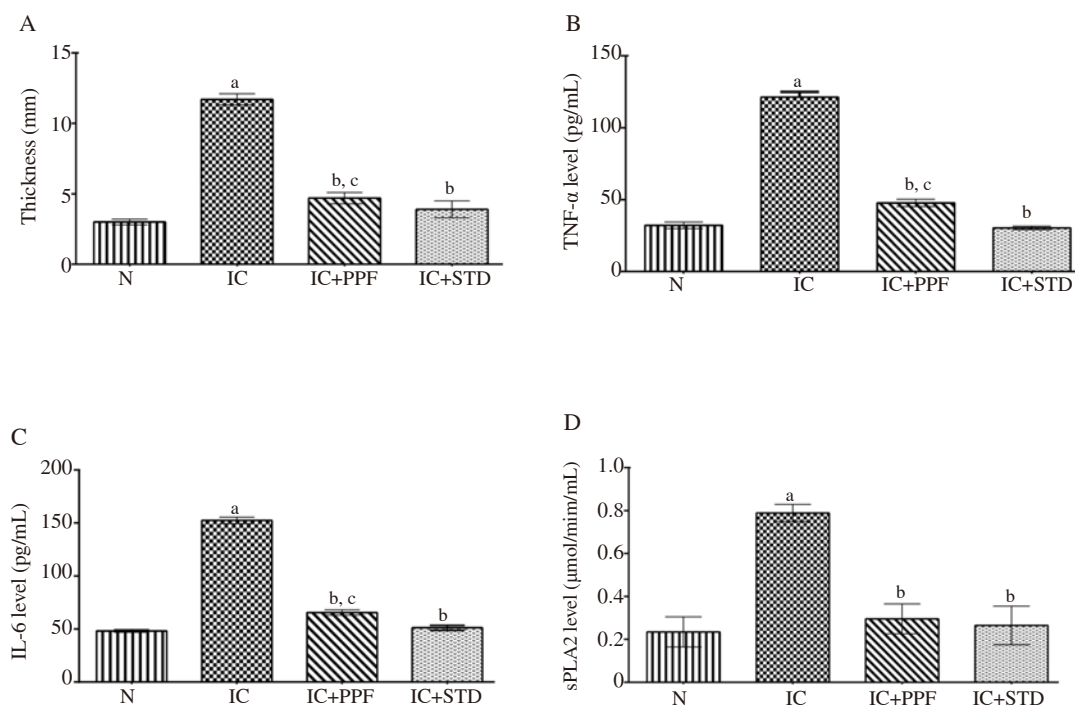 A
Thickness (mm)
15
10
5
0
a
b, c
b
N IC IC+PPF IC+STD
B
TNF-α level (pg/mL)
150
100
50
0
a
b, c
b
N IC IC+PPF IC+STD
C
IL-6 level (pg/mL)
200
150
100
50
0
a
b, c
b
N IC IC+PPF IC+STD
D
sPLA2 level (μmol/mim/mL)
1.0
0.8
0.6
0.4
0.2
0
a
b
b
N IC IC+PPF IC+STD